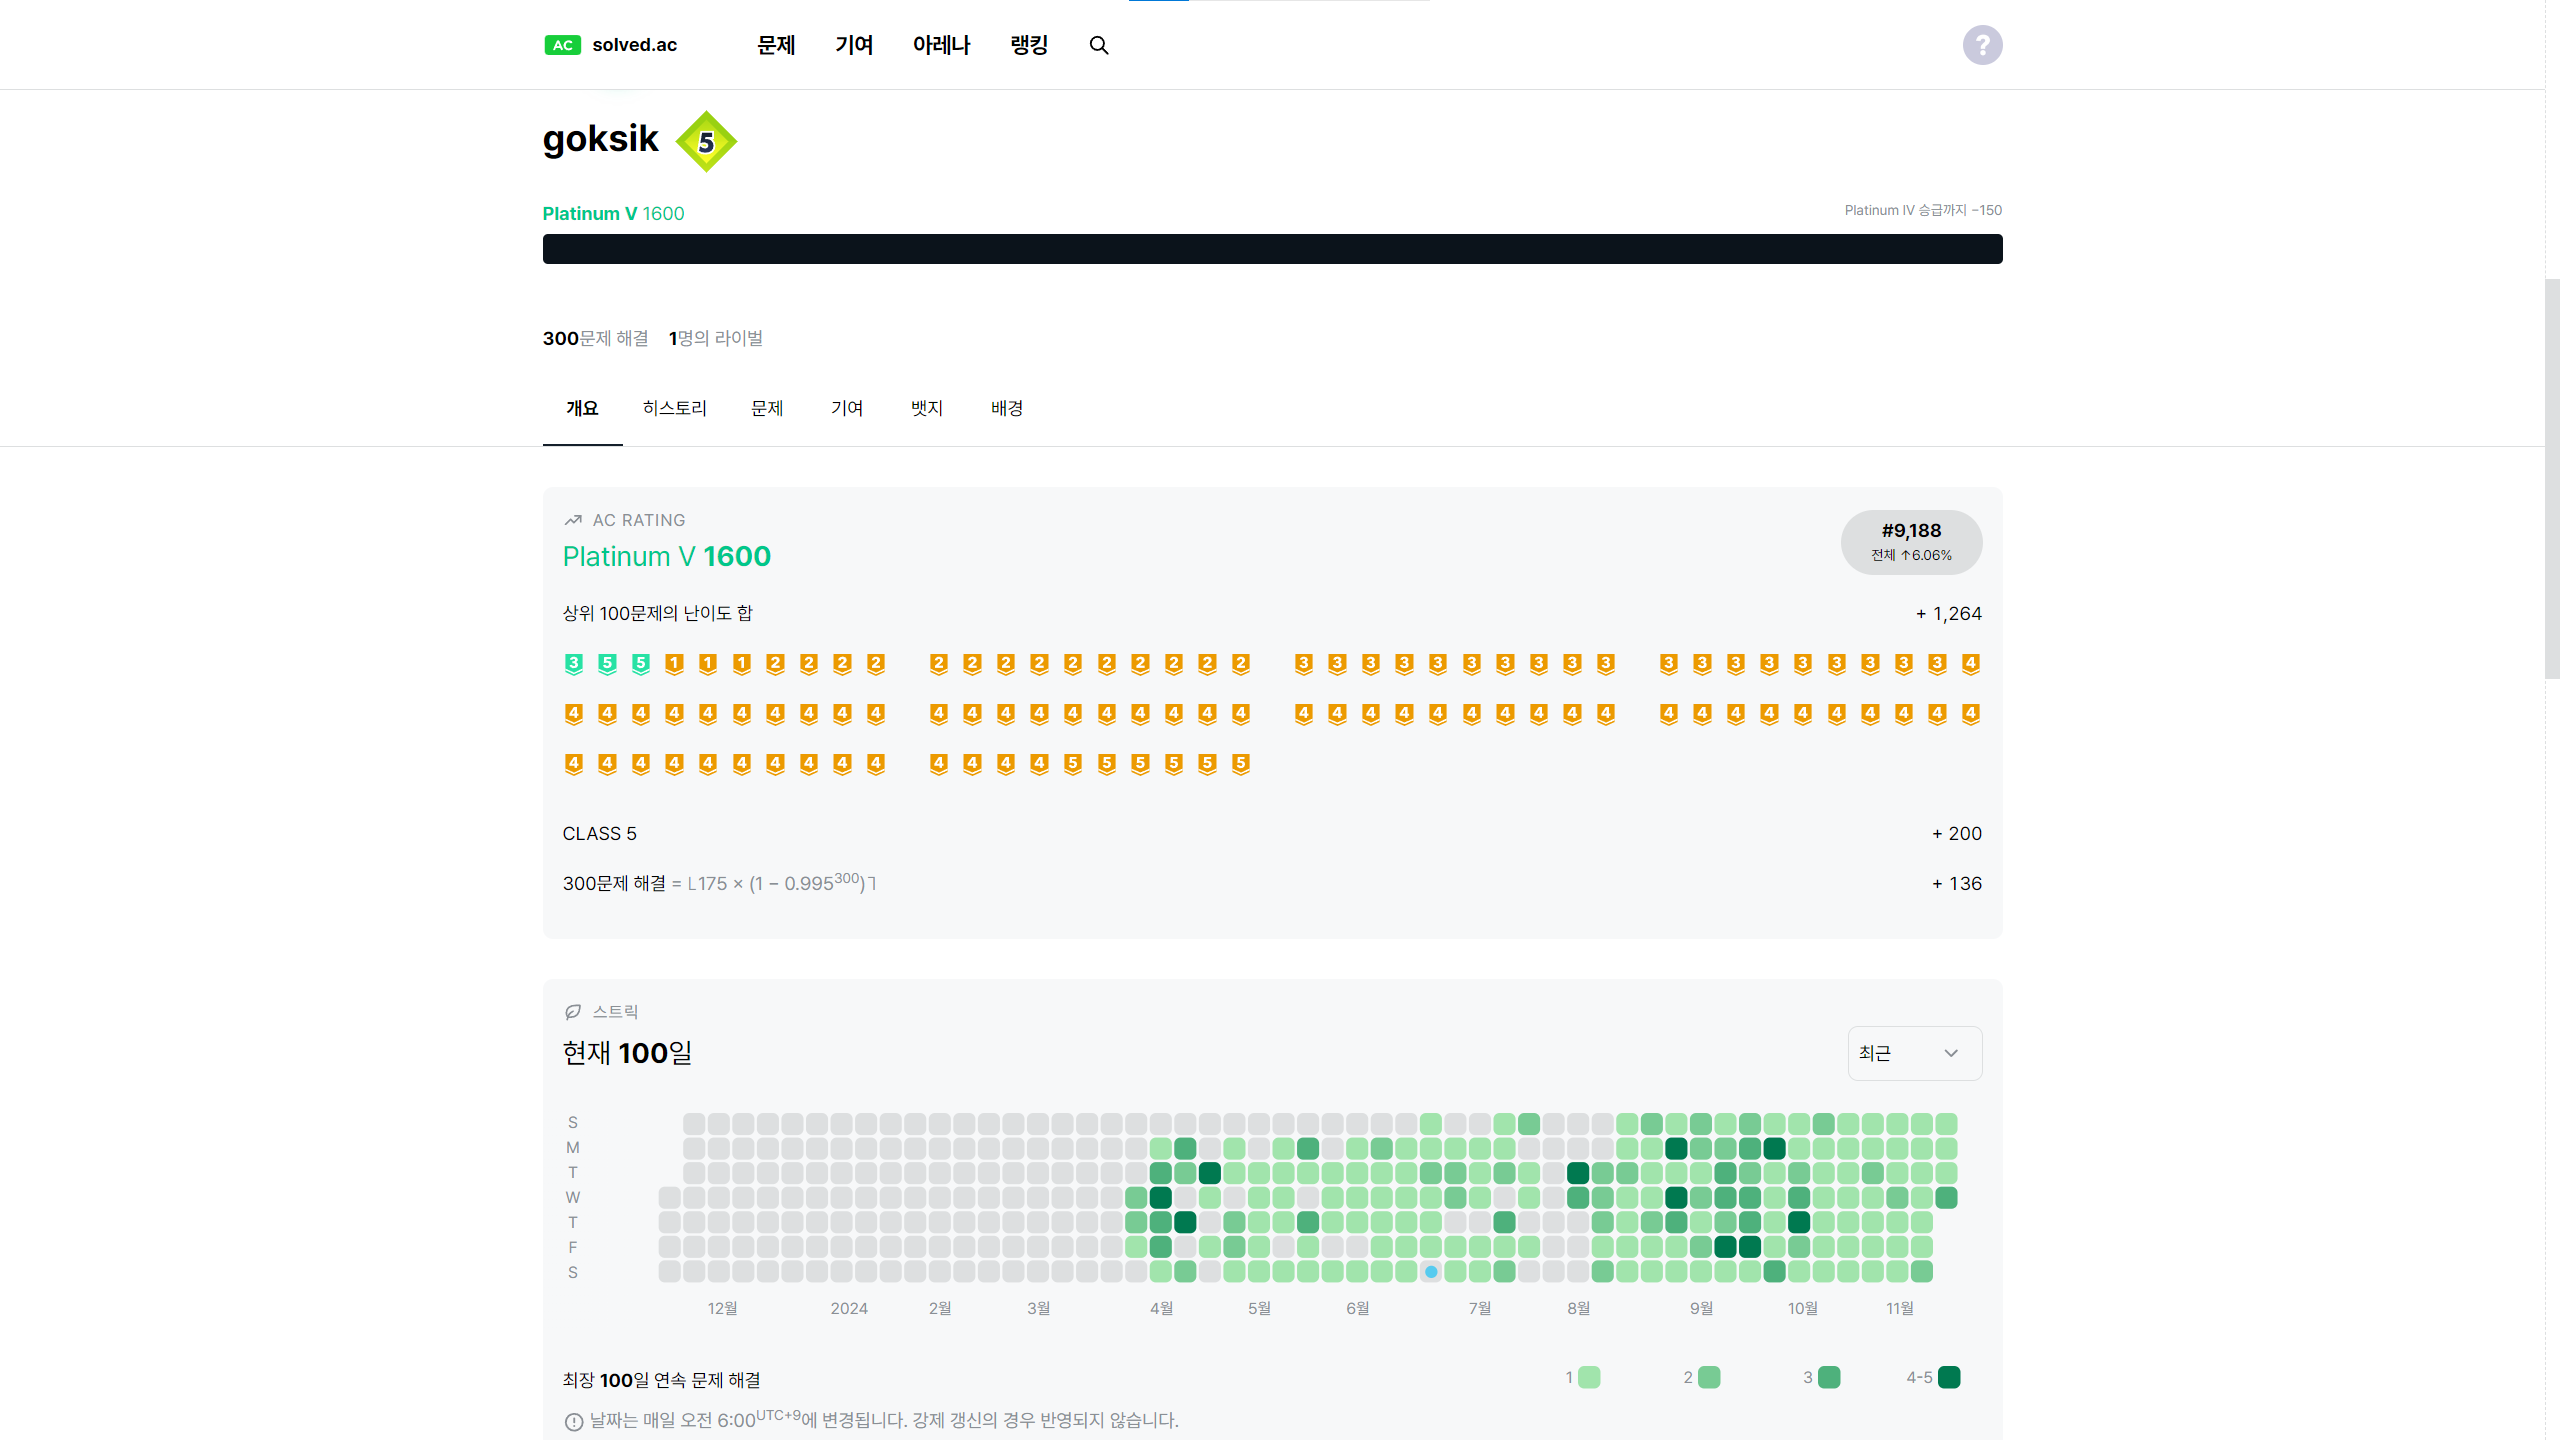 AC solved.ac 문제 기여 아레나 랭킹 ?
goksik 5
Platinum V 1600 Platinum IV 승급까지 −150
300문제 해결 1명의 라이벌
개요 히스토리 문제 기여 뱃지 배경
AC RATING
Platinum V 1600
#9,188
전체 ↑6.06%
상위 100문제의 난이도 합 + 1,264
3 5 5 1 1 1 2 2 2 2 2 2 2 2 2 2 2 2 2 2 3 3 3 3 3 3 3 3 3 3 3 3 3 3 3 3 3 3 3 4
4 4 4 4 4 4 4 4 4 4 4 4 4 4 4 4 4 4 4 4 4 4 4 4 4 4 4 4 4 4 4 4 4 4 4 4 4 4 4 4
4 4 4 4 4 4 4 4 4 4 4 4 4 4 5 5 5 5 5 5
CLASS 5 + 200
300문제 해결 = ⌊175 × (1 − 0.995^300)⌉ + 136
스트릭
현재 100일
최근
S
M
T
W
T
F
S
12월 2024 2월 3월 4월 5월 6월 7월 8월 9월 10월 11월
최장 100일 연속 문제 해결 1 2 3 4-5
날짜는 매일 오전 6:00UTC+9에 변경됩니다. 강제 갱신의 경우 반영되지 않습니다.